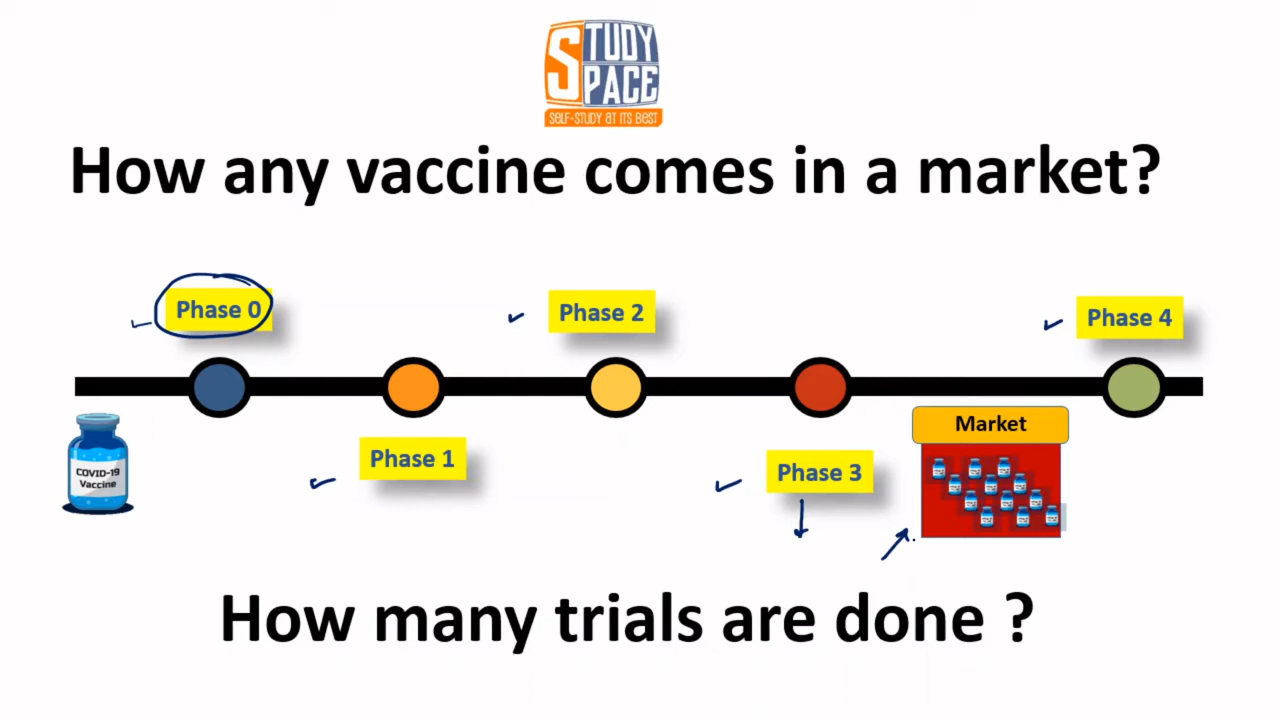 STUDY
SPACE
SELF-STUDY AT ITS BEST
How any vaccine comes in a market?
Phase 0
Phase 2
Phase 4
Market
COVID-19
Vaccine
Phase 1
Phase 3
How many trials are done ?